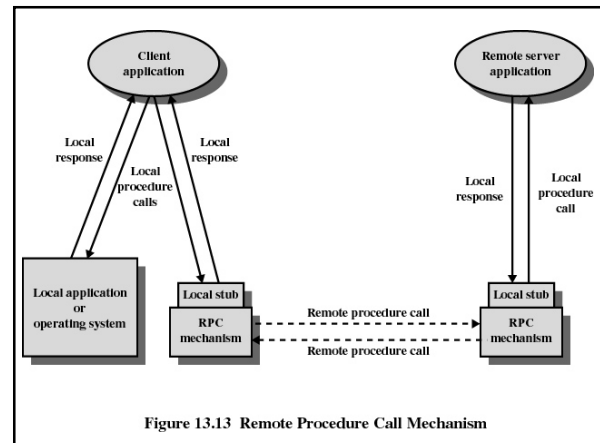 Client
application
Remote server
application
Local
response
Local
procedure
calls
Local
response
Local
response
Local
procedure
call
Local application
or
operating system
Local stub
RPC
mechanism
Remote procedure call
Remote procedure call
Local stub
RPC
mechanism
Figure 13.13 Remote Procedure Call Mechanism